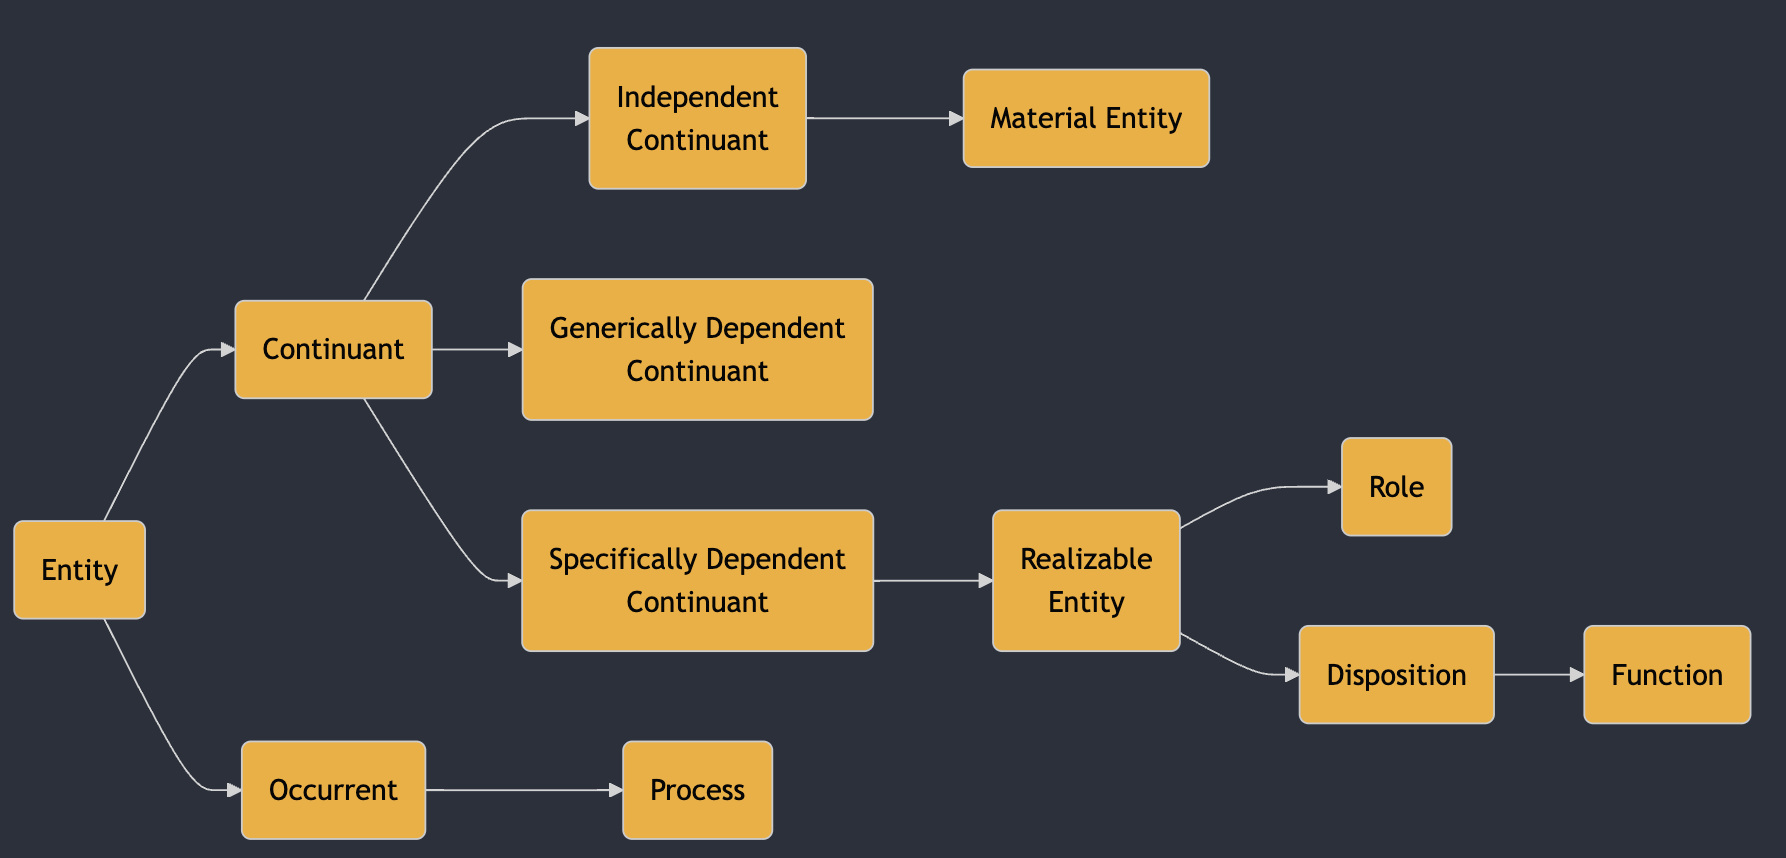 Independent
Continuant
Material Entity
Generically Dependent
Continuant
Continuant
Role
Specifically Dependent
Continuant
Realizable
Entity
Entity
Disposition
Function
Occurrent
Process